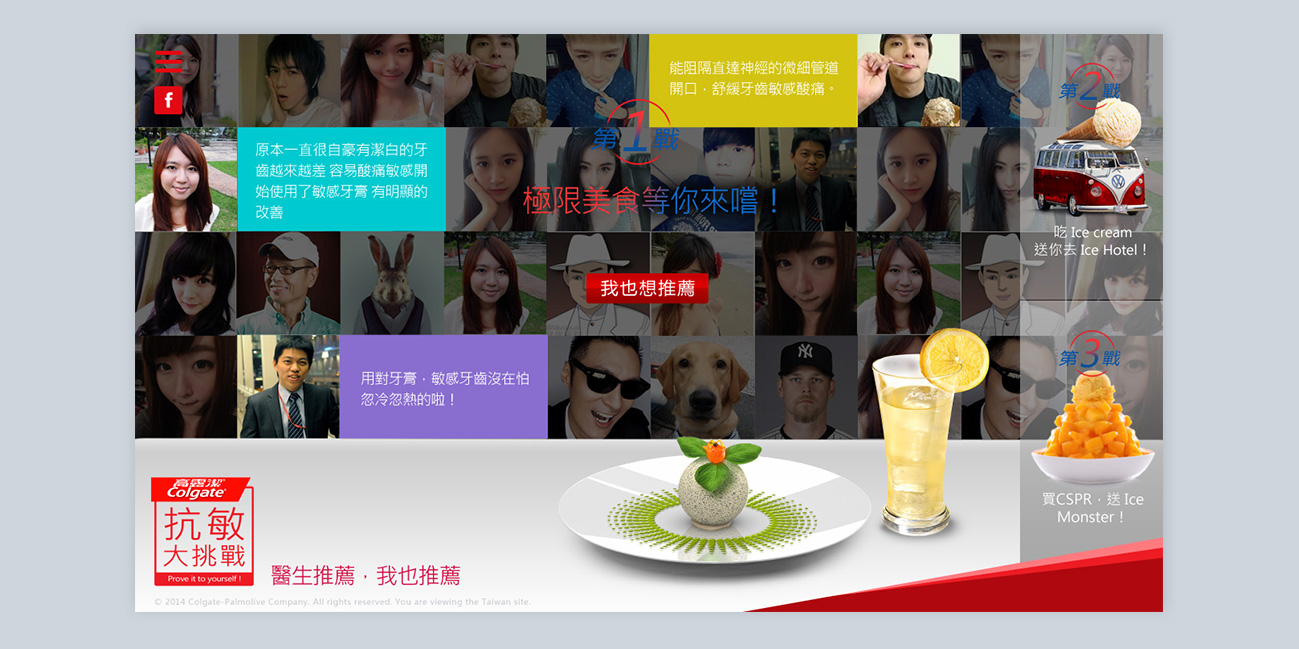 能阻隔直達神經的微細管道
開口，舒緩牙齒敏感酸痛。
第1戰
極限美食等你來嚐！
原本一直很自豪有潔白的牙
齒越來越差 容易酸痛敏感開
始使用了敏感牙膏 有明顯的
改善
我也想推薦
用對牙膏，敏感牙齒沒在怕
忽冷忽熱的啦！
第2戰
吃 Ice cream
送你去 Ice Hotel！
第3戰
買CSPR，送 Ice
Monster！
高露潔
Colgate
抗敏
大挑戰
Prove it to yourself !
醫生推薦，我也推薦
© 2014 Colgate-Palmolive Company. All rights reserved. You are viewing the Taiwan site.